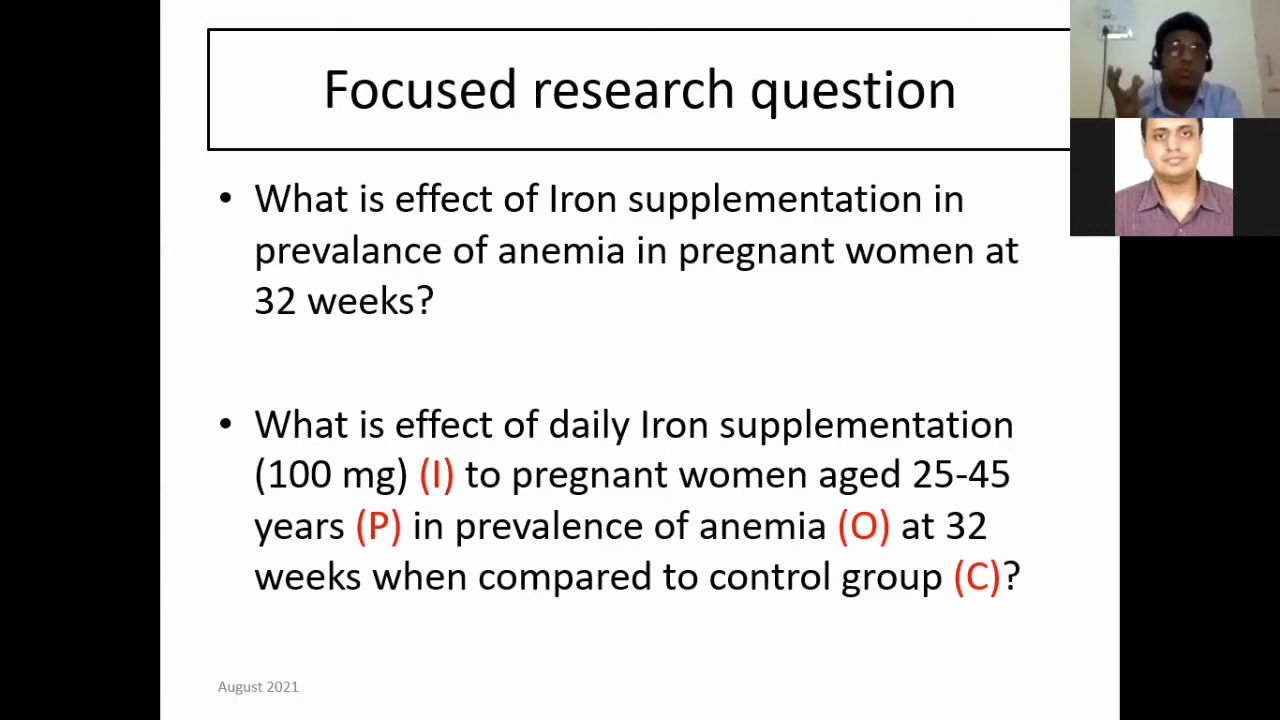 Focused research question
• What is effect of Iron supplementation in
prevalance of anemia in pregnant women at
32 weeks?
• What is effect of daily Iron supplementation
(100 mg) (I) to pregnant women aged 25-45
years (P) in prevalence of anemia (O) at 32
weeks when compared to control group (C)?
August 2021